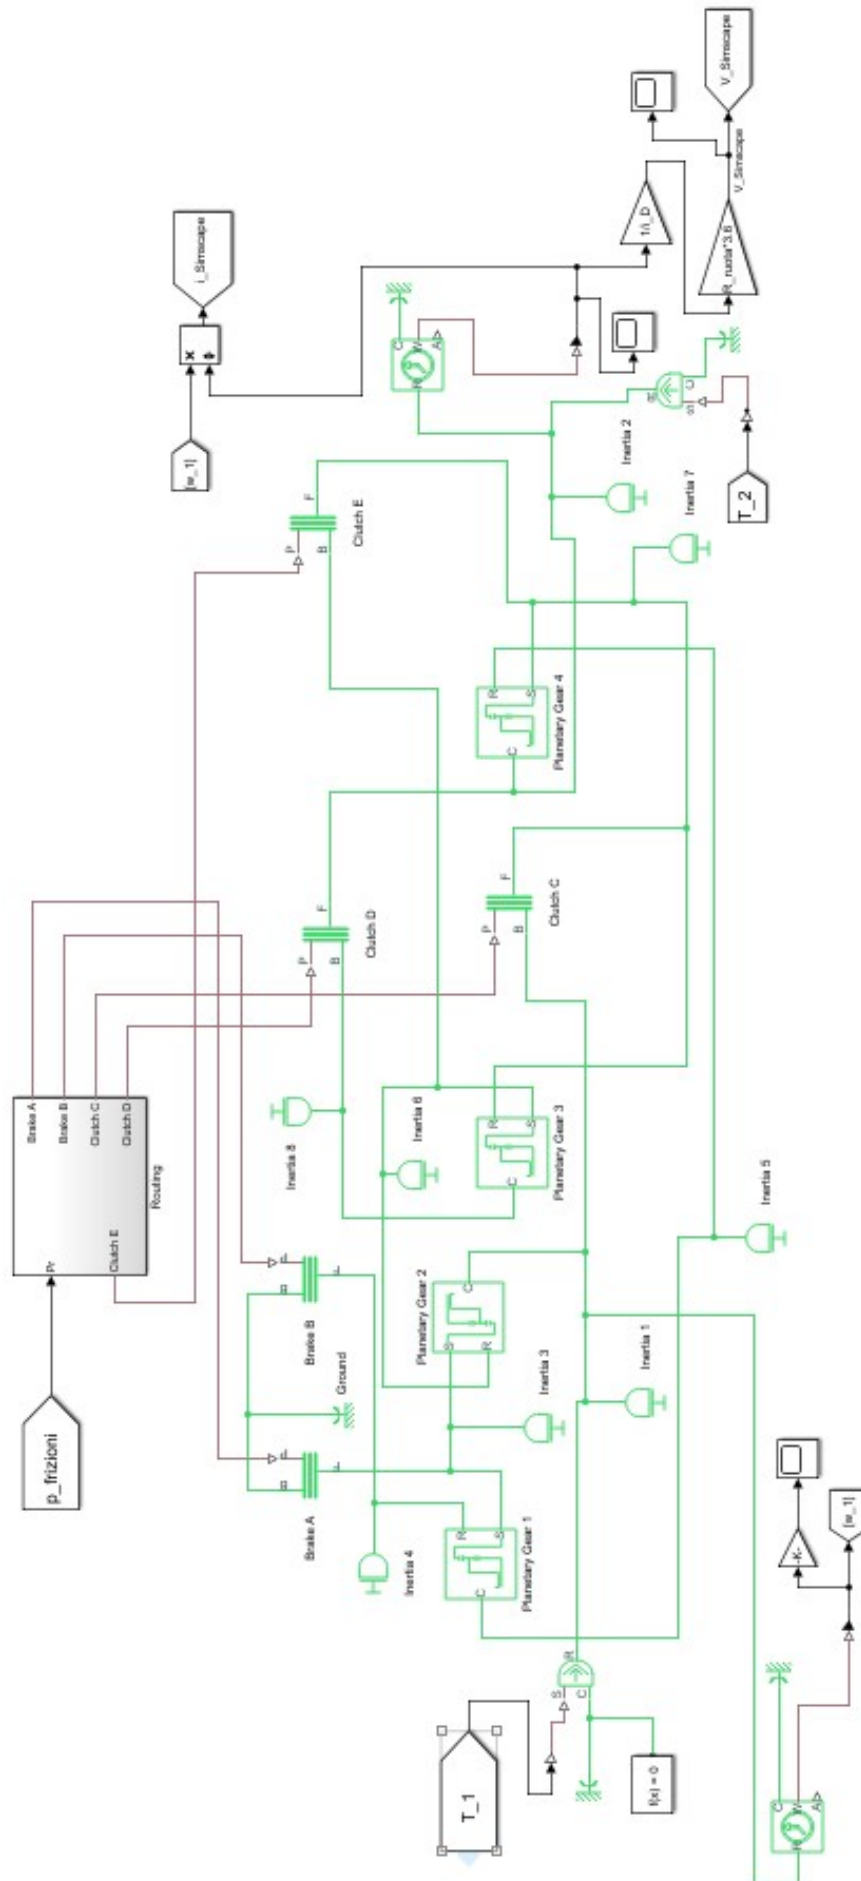 V_Simscape
V_Simscape
i_Simscape
1/i_D
R_ruota*3.6
[w_1]
C
W
A
R
C
S
R
T_2
Inertia 2
Inertia 7
Clutch E
P
B
F
R
S
C
Planetary Gear 4
Clutch D
P
B
F
Clutch C
P
B
F
Brake A
Brake B
Clutch C
Clutch D
Clutch E
Pr
Routing
p_frizioni
Inertia 8
Inertia 6
R
S
C
Planetary Gear 3
Inertia 5
Brake B
P
B
F
Ground
Planetary Gear 2
C
S
R
Inertia 3
Inertia 1
Brake A
P
B
F
Inertia 4
R
S
C
Planetary Gear 1
T_1
S
C
R
f(x) = 0
-K-
[w_1]
C
W
A
R